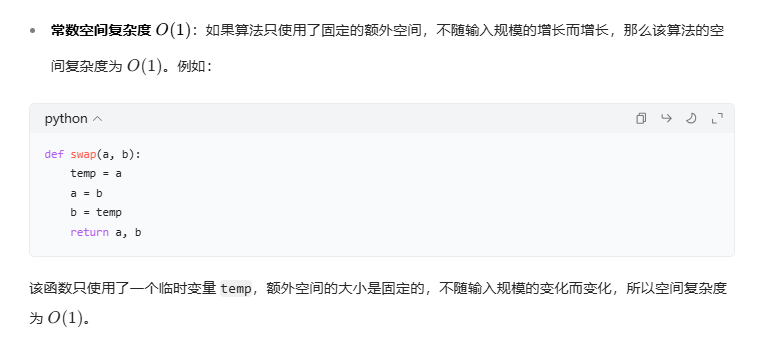 • 常数空间复杂度 O(1)：如果算法只使用了固定的额外空间，不随输入规模的增长而增长，那么该算法的空
间复杂度为 O(1)。例如：
python
def swap(a, b):
    temp = a
    a = b
    b = temp
    return a, b
该函数只使用了一个临时变量 temp，额外空间的大小是固定的，不随输入规模的变化而变化，所以空间复杂度
为 O(1)。